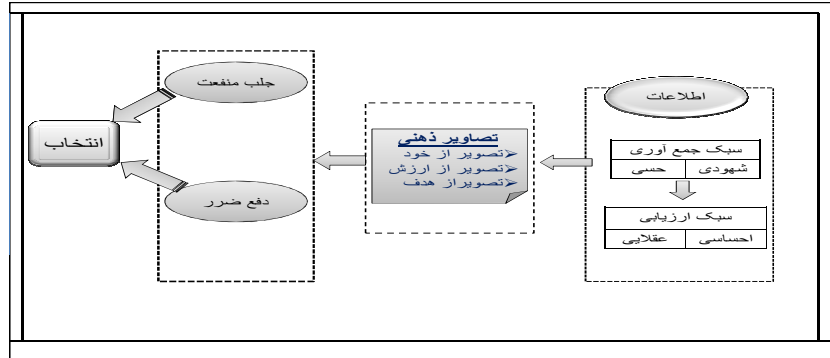 اطلاعات
سبک جمع آوری
شهودی حسی
سبک ارزیابی
احساسی عقلایی
تصاویر ذهنی
تصویر از خود
تصویر از ارزش
تصویراز هدف
جلب منفعت
دفع ضرر
انتخاب